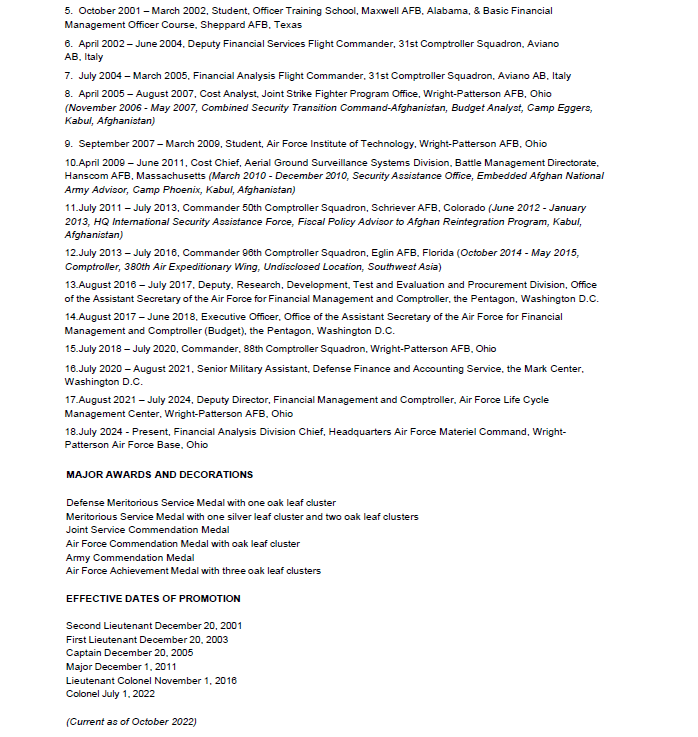 5. October 2001 – March 2002, Student, Officer Training School, Maxwell AFB, Alabama, & Basic Financial
Management Officer Course, Sheppard AFB, Texas
6. April 2002 – June 2004, Deputy Financial Services Flight Commander, 31st Comptroller Squadron, Aviano
AB, Italy
7. July 2004 – March 2005, Financial Analysis Flight Commander, 31st Comptroller Squadron, Aviano AB, Italy
8. April 2005 – August 2007, Cost Analyst, Joint Strike Fighter Program Office, Wright-Patterson AFB, Ohio
(November 2006 - May 2007, Combined Security Transition Command-Afghanistan, Budget Analyst, Camp Eggers,
Kabul, Afghanistan)
9. September 2007 – March 2009, Student, Air Force Institute of Technology, Wright-Patterson AFB, Ohio
10.April 2009 – June 2011, Cost Chief, Aerial Ground Surveillance Systems Division, Battle Management Directorate,
Hanscom AFB, Massachusetts (March 2010 - December 2010, Security Assistance Office, Embedded Afghan National
Army Advisor, Camp Phoenix, Kabul, Afghanistan)
11.July 2011 – July 2013, Commander 50th Comptroller Squadron, Schriever AFB, Colorado (June 2012 - January
2013, HQ International Security Assistance Force, Fiscal Policy Advisor to Afghan Reintegration Program, Kabul,
Afghanistan)
12.July 2013 – July 2016, Commander 96th Comptroller Squadron, Eglin AFB, Florida (October 2014 - May 2015,
Comptroller, 380th Air Expeditionary Wing, Undisclosed Location, Southwest Asia)
13.August 2016 – July 2017, Deputy, Research, Development, Test and Evaluation and Procurement Division, Office
of the Assistant Secretary of the Air Force for Financial Management and Comptroller, the Pentagon, Washington D.C.
14.August 2017 – June 2018, Executive Officer, Office of the Assistant Secretary of the Air Force for Financial
Management and Comptroller (Budget), the Pentagon, Washington D.C.
15.July 2018 – July 2020, Commander, 88th Comptroller Squadron, Wright-Patterson AFB, Ohio
16.July 2020 – August 2021, Senior Military Assistant, Defense Finance and Accounting Service, the Mark Center,
Washington D.C.
17.August 2021 – July 2024, Deputy Director, Financial Management and Comptroller, Air Force Life Cycle
Management Center, Wright-Patterson AFB, Ohio
18.July 2024 - Present, Financial Analysis Division Chief, Headquarters Air Force Materiel Command, Wright-
Patterson Air Force Base, Ohio
MAJOR AWARDS AND DECORATIONS
Defense Meritorious Service Medal with one oak leaf cluster
Meritorious Service Medal with one silver leaf cluster and two oak leaf clusters
Joint Service Commendation Medal
Air Force Commendation Medal with oak leaf cluster
Army Commendation Medal
Air Force Achievement Medal with three oak leaf clusters
EFFECTIVE DATES OF PROMOTION
Second Lieutenant December 20, 2001
First Lieutenant December 20, 2003
Captain December 20, 2005
Major December 1, 2011
Lieutenant Colonel November 1, 2016
Colonel July 1, 2022
(Current as of October 2022)